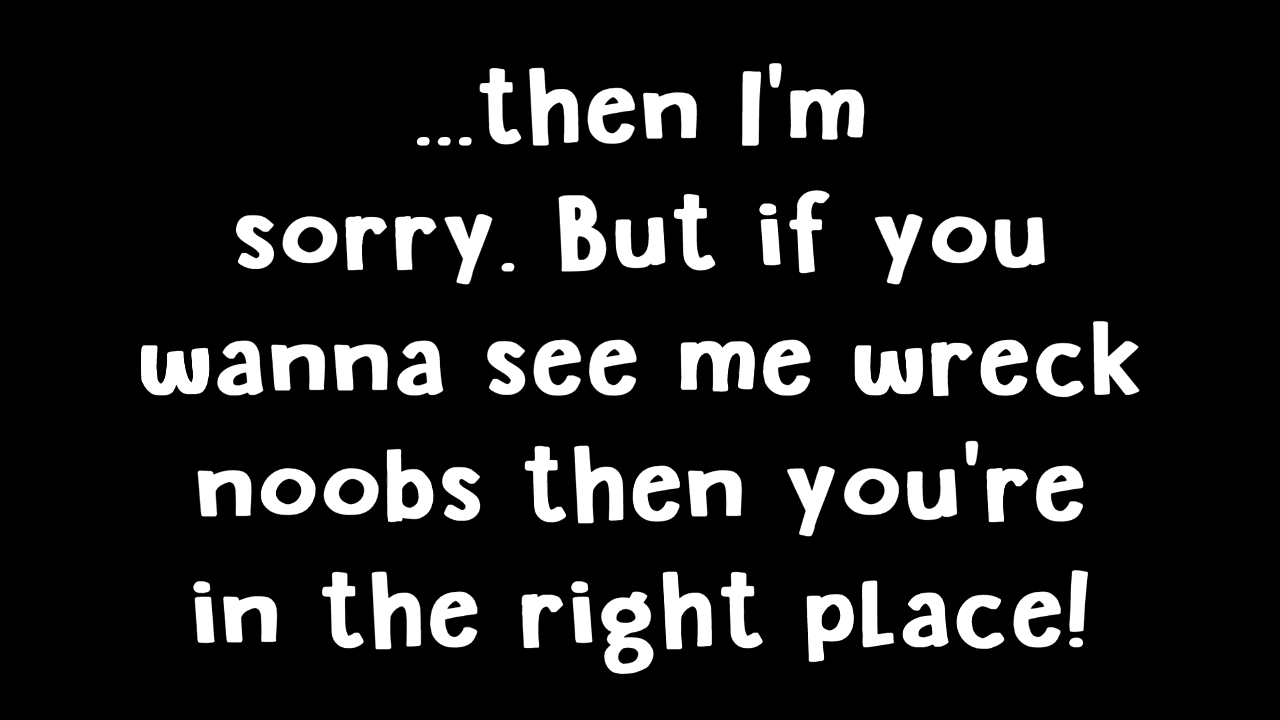 ...then I'm
sorry. But if you
wanna see me wreck
noobs then you're
in the right place!